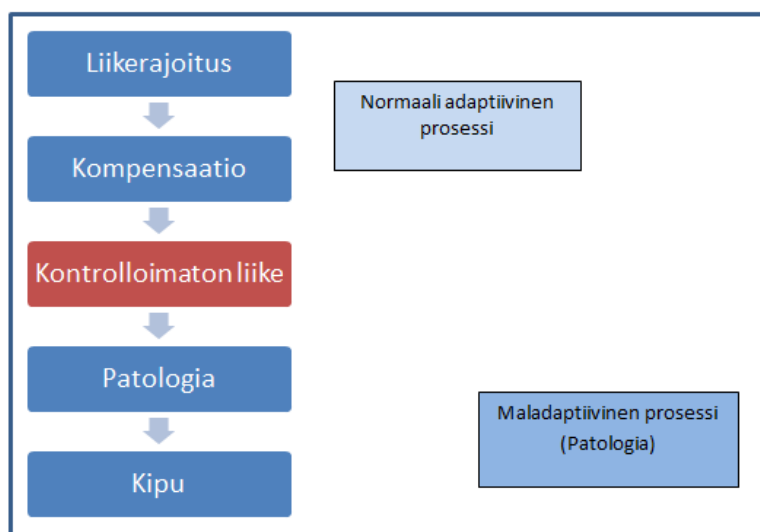 Liikerajoitus
Normaali adaptiivinen
prosessi
Kompensaatio
Kontrolloimaton liike
Patologia
Maladaptiivinen prosessi
(Patologia)
Kipu